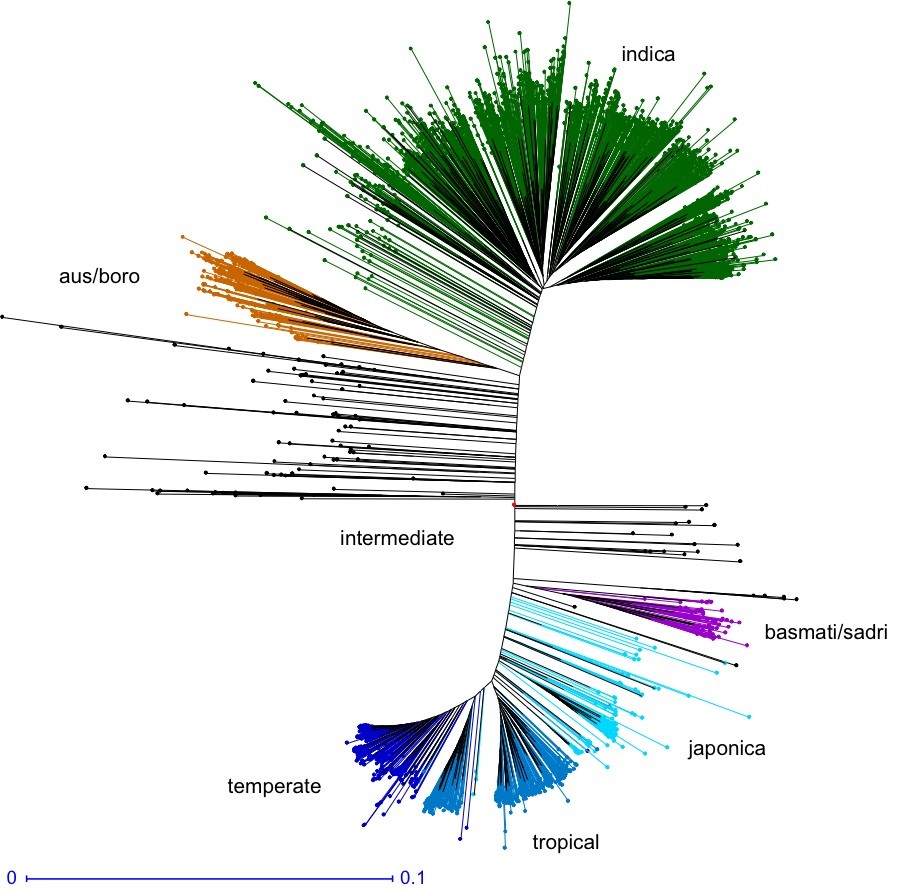 indica
aus/boro
intermediate
basmati/sadri
japonica
temperate
tropical
0 0.1